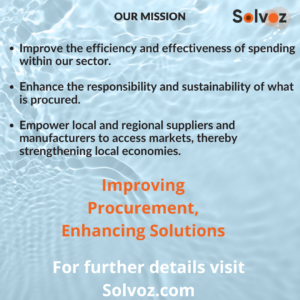 OUR MISSION
Solvoz
• Improve the efficiency and effectiveness of spending
within our sector.
• Enhance the responsibility and sustainability of what
is procured.
• Empower local and regional suppliers and
manufacturers to access markets, thereby
strengthening local economies.
Improving
Procurement,
Enhancing Solutions
For further details visit
Solvoz.com